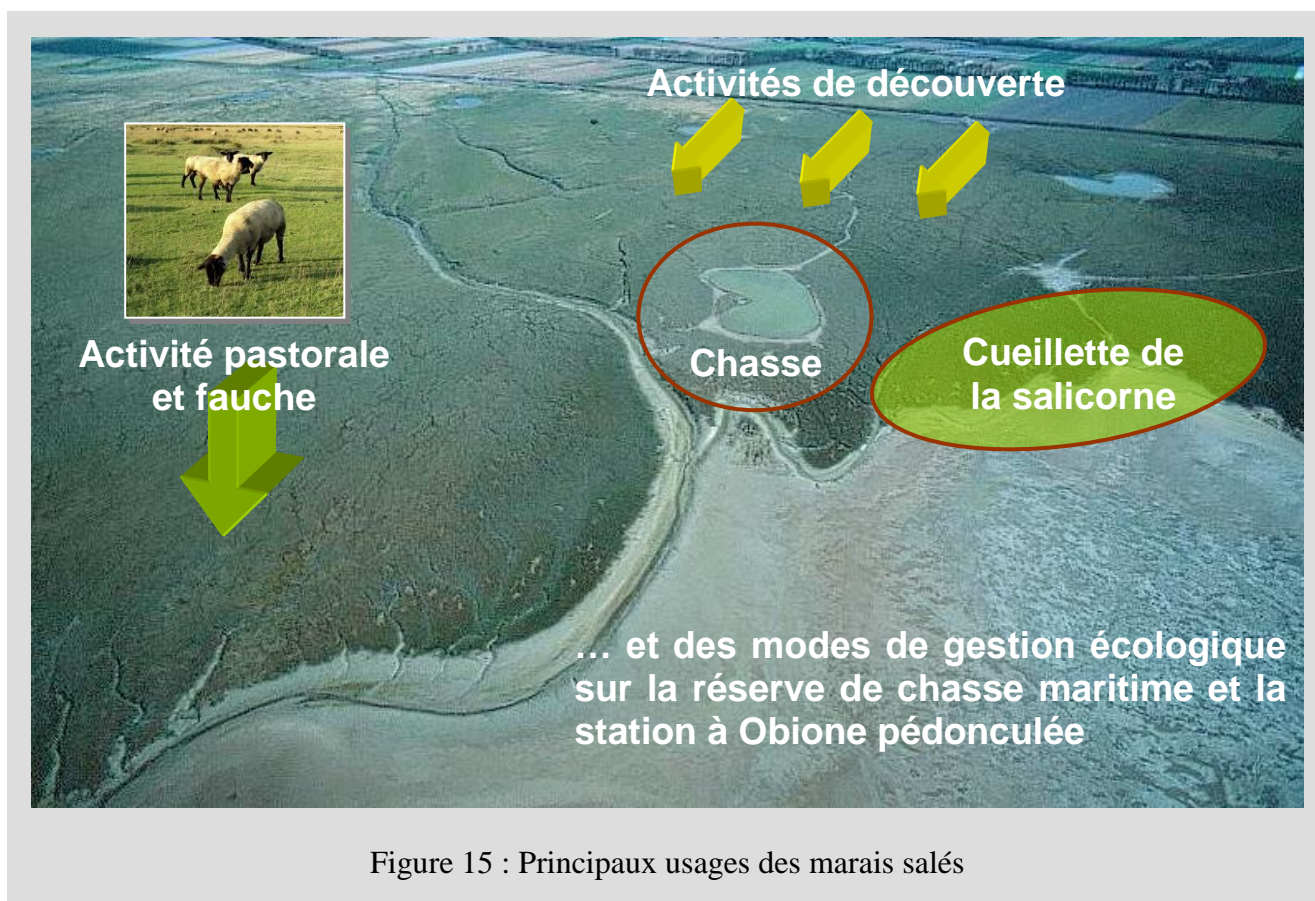 Activités de découverte
Activité pastorale
et fauche
Chasse
Cueillette de
la salicorne
… et des modes de gestion écologique
sur la réserve de chasse maritime et la
station à Obione pédonculée
Figure 15 : Principaux usages des marais salés